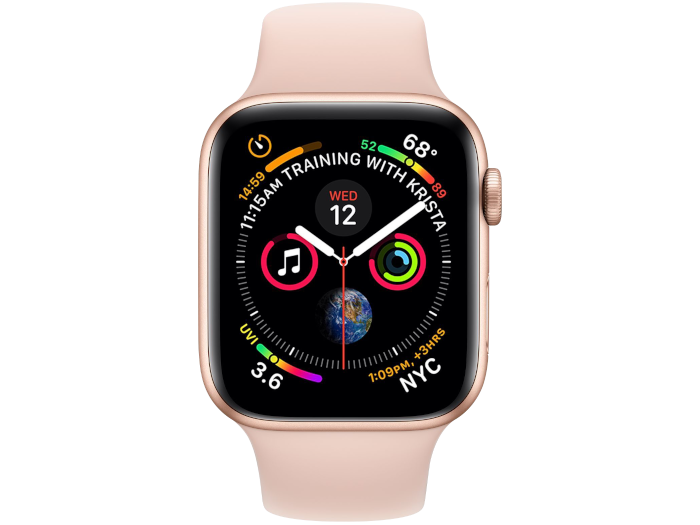 52
68°
89
14:59
11:15AM TRAINING WITH KRISTA
WED
12
UVI
3.6
1:09PM, +3HRS
NYC